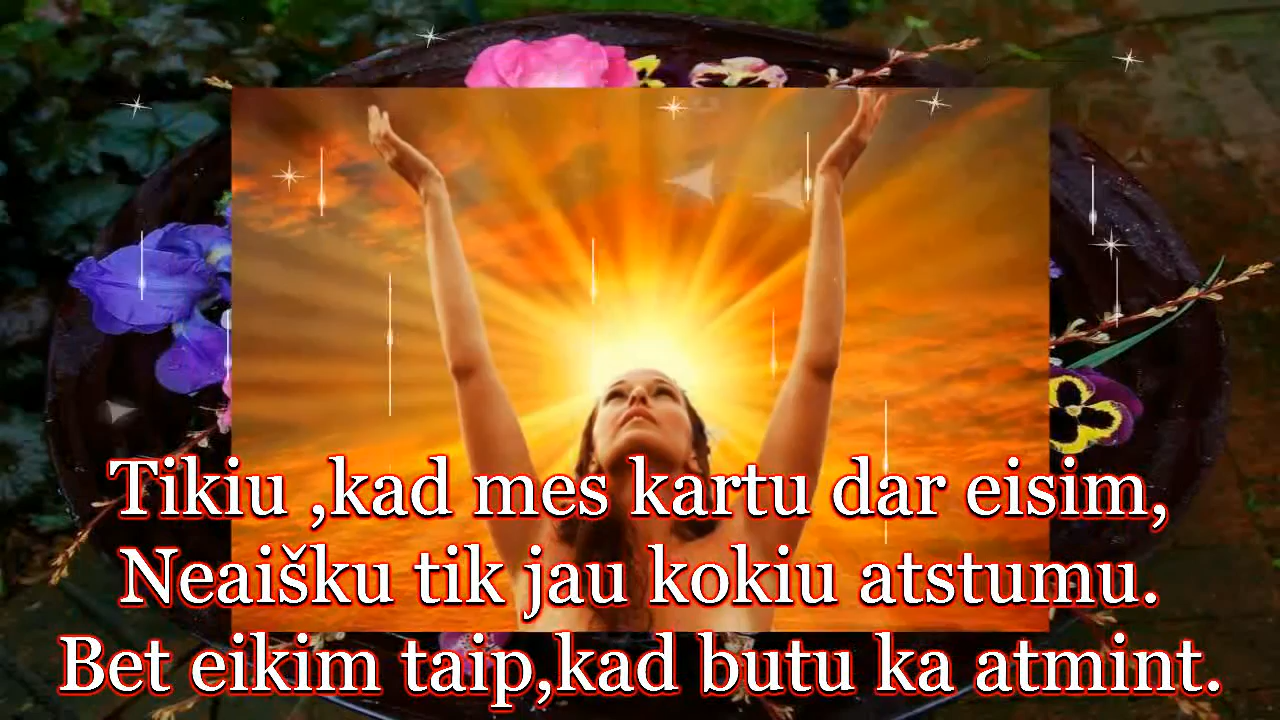 Tikiu ,kad mes kartu dar eisim,
Neaišku tik jau kokiu atstumu.
Bet eikim taip,kad butu ka atmint.